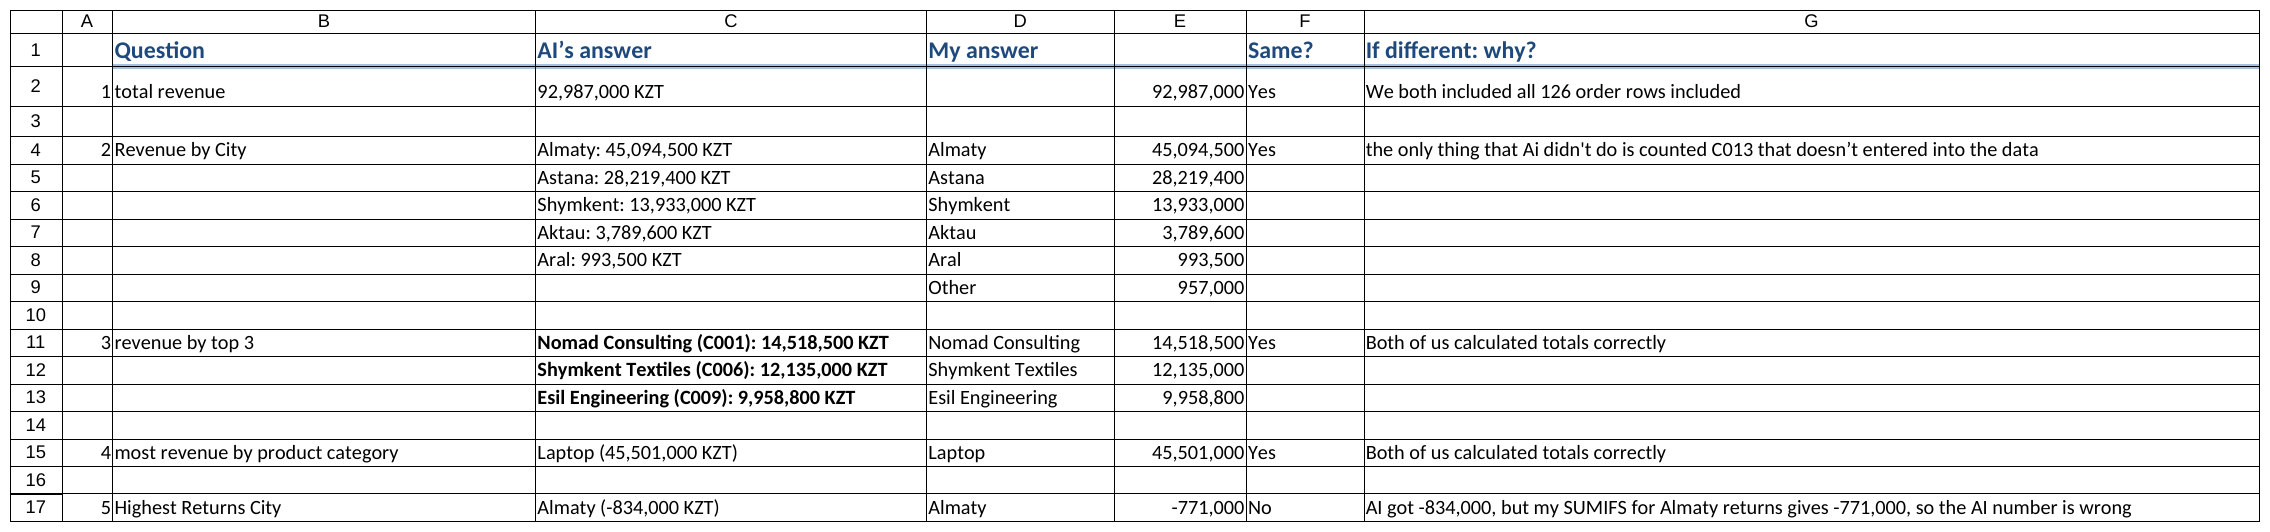 A B C D E F G
1 Question AI’s answer My answer Same? If different: why?
2 1 total revenue 92,987,000 KZT 92,987,000 Yes We both included all 126 order rows included
3
4 2 Revenue by City Almaty: 45,094,500 KZT Almaty 45,094,500 Yes the only thing that Ai didn't do is counted C013 that doesn’t entered into the data
5 Astana: 28,219,400 KZT Astana 28,219,400
6 Shymkent: 13,933,000 KZT Shymkent 13,933,000
7 Aktau: 3,789,600 KZT Aktau 3,789,600
8 Aral: 993,500 KZT Aral 993,500
9 Other 957,000
10
11 3 revenue by top 3 Nomad Consulting (C001): 14,518,500 KZT Nomad Consulting 14,518,500 Yes Both of us calculated totals correctly
12 Shymkent Textiles (C006): 12,135,000 KZT Shymkent Textiles 12,135,000
13 Esil Engineering (C009): 9,958,800 KZT Esil Engineering 9,958,800
14
15 4 most revenue by product category Laptop (45,501,000 KZT) Laptop 45,501,000 Yes Both of us calculated totals correctly
16
17 5 Highest Returns City Almaty (-834,000 KZT) Almaty -771,000 No AI got -834,000, but my SUMIFS for Almaty returns gives -771,000, so the AI number is wrong